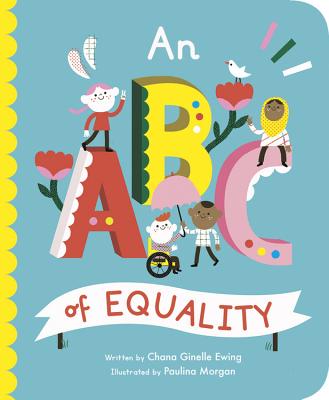 An
ABC
of EQUALITY
Written by Chana Ginelle Ewing
Illustrated by Paulina Morgan